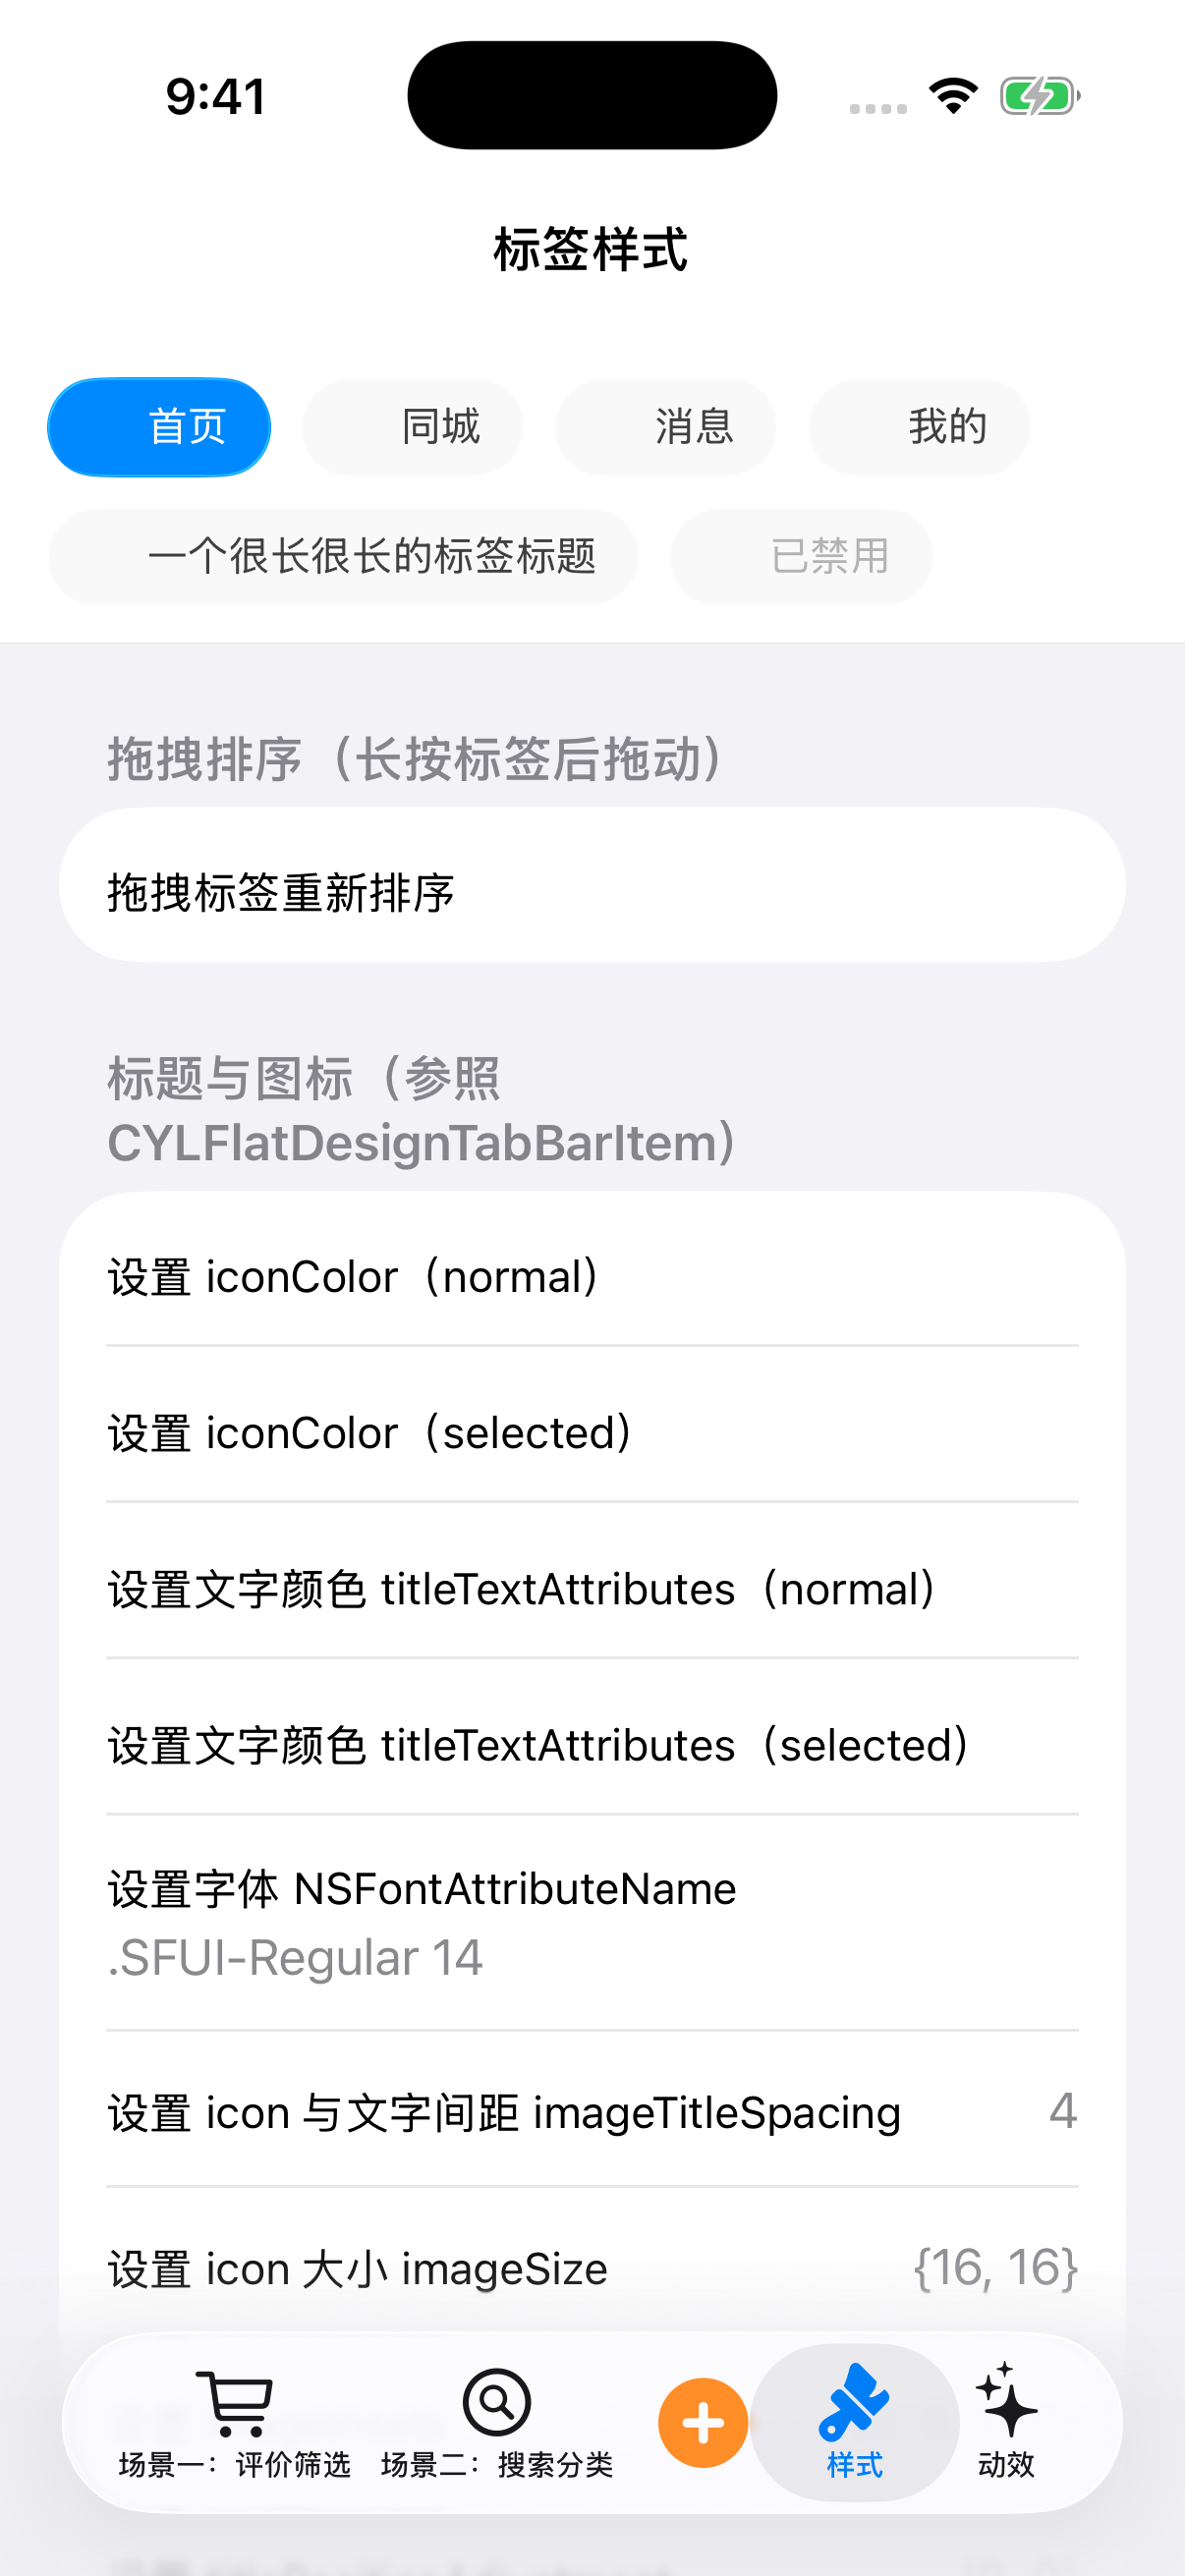 9:41
标签样式
首页 同城 消息 我的
一个很长很长的标签标题 已禁用
拖拽排序（长按标签后拖动）
拖拽标签重新排序
标题与图标（参照
CYLFlatDesignTabBarItem）
设置 iconColor（normal）
设置 iconColor（selected）
设置文字颜色 titleTextAttributes（normal）
设置文字颜色 titleTextAttributes（selected）
设置字体 NSFontAttributeName
.SFUI-Regular 14
设置 icon 与文字间距 imageTitleSpacing 4
设置 icon 大小 imageSize {16, 16}
场景一：评价筛选 场景二：搜索分类 样式 动效